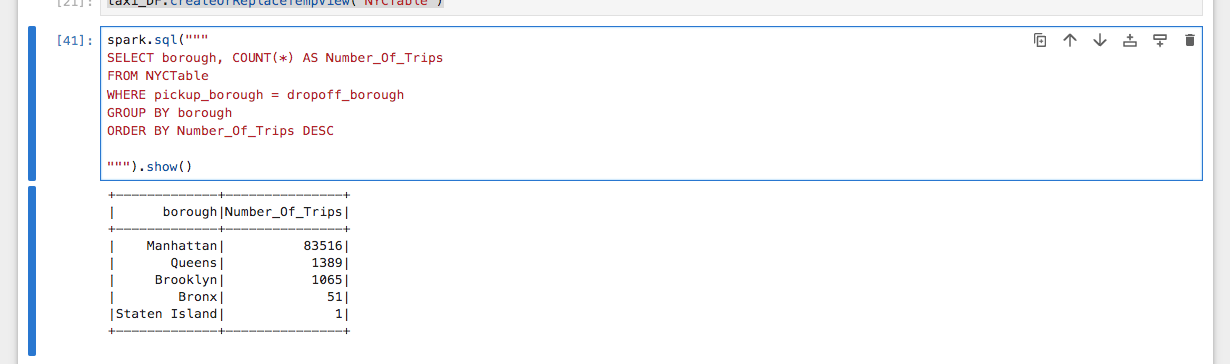 [21]: taxi_DF.createOrReplaceTempView("NYCTable")
[41]: spark.sql("""
SELECT borough, COUNT(*) AS Number_Of_Trips
FROM NYCTable
WHERE pickup_borough = dropoff_borough
GROUP BY borough
ORDER BY Number_Of_Trips DESC
""").show()
+-------------+---------------+
|      borough|Number_Of_Trips|
+-------------+---------------+
|    Manhattan|          83516|
|       Queens|           1389|
|     Brooklyn|           1065|
|        Bronx|             51|
|Staten Island|              1|
+-------------+---------------+